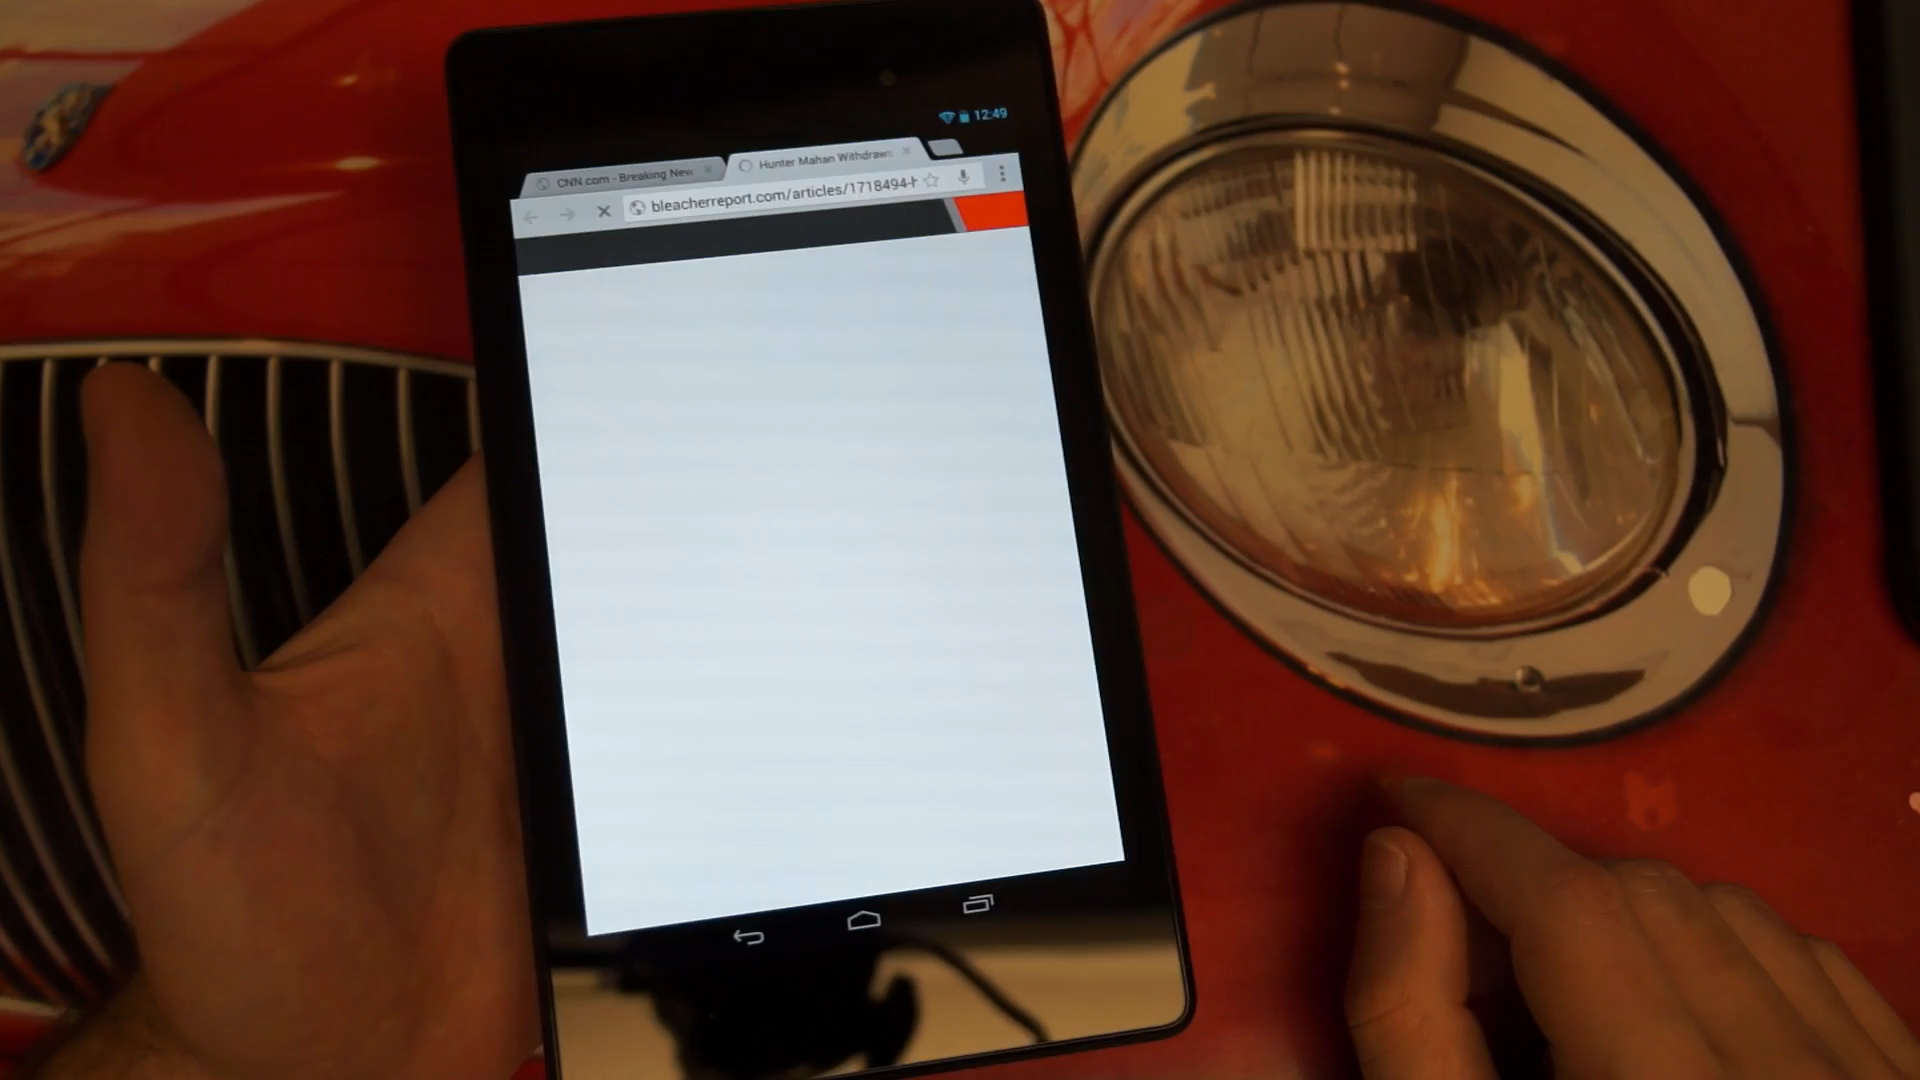 12:49
CNN.com - Breaking New
Hunter Mahan Withdraws
bleacherreport.com/articles/1718494-h